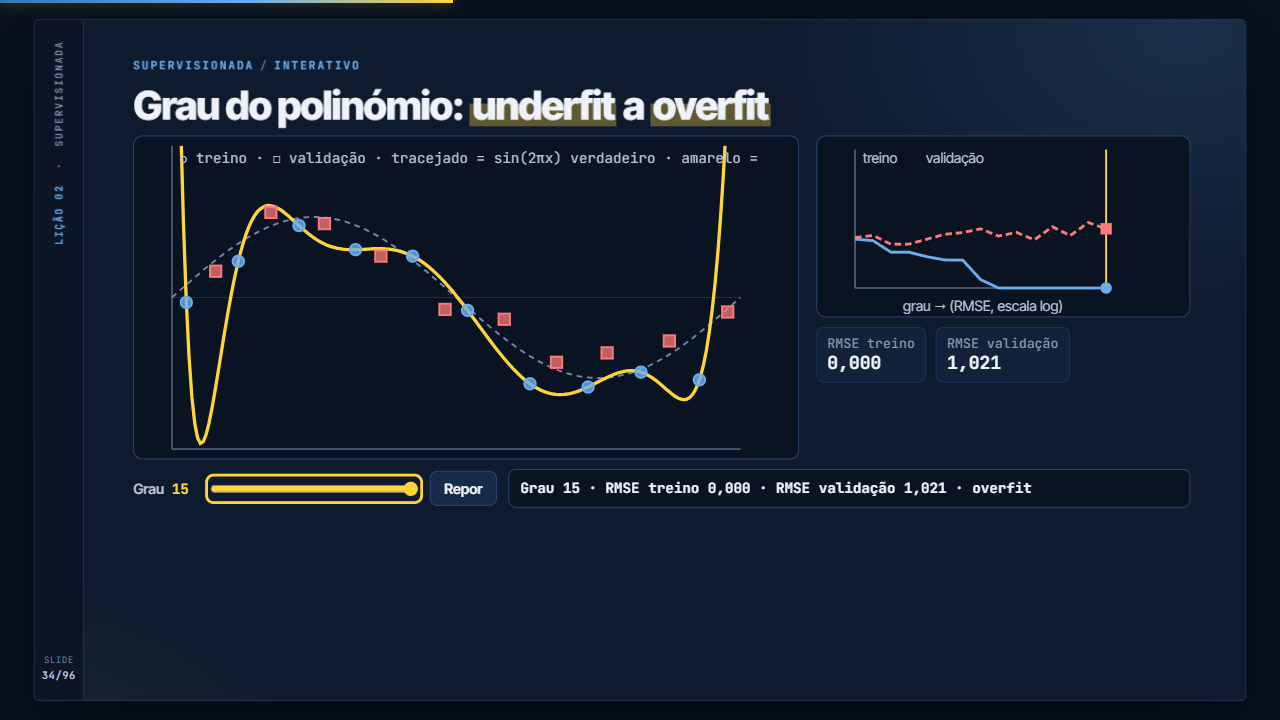 SUPERVISIONADA / INTERATIVO
Grau do polinómio: underfit a overfit
○ treino · □ validação · tracejado = sin(2πx) verdadeiro · amarelo =
treino validação
grau → (RMSE, escala log)
RMSE treino
0,000
RMSE validação
1,021
Grau 15
Repor
Grau 15 · RMSE treino 0,000 · RMSE validação 1,021 · overfit
LIÇÃO 02 · SUPERVISIONADA
SLIDE
34/96